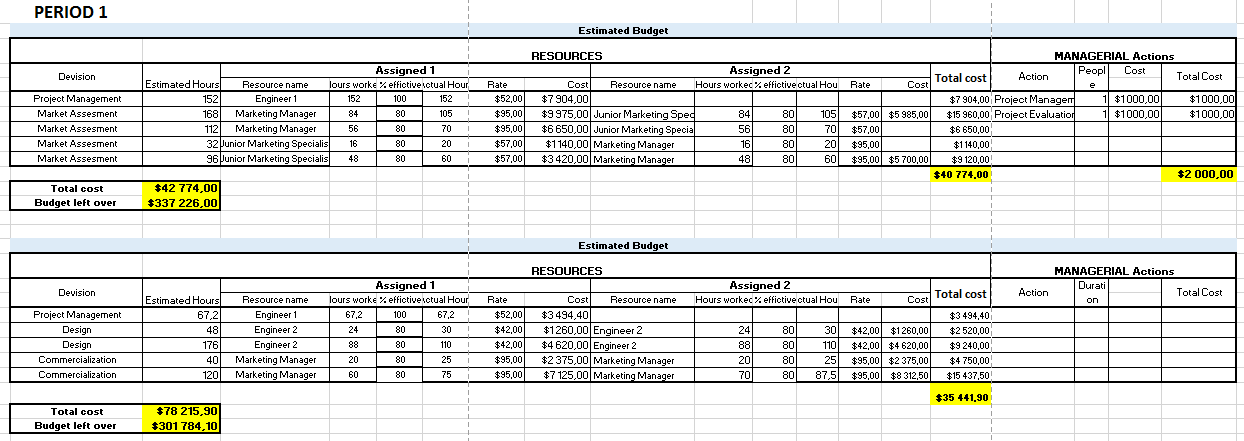 PERIOD 1
Estimated Budget
RESOURCES MANAGERIAL Actions
Devision Estimated Hours Assigned 1 Assigned 2 Total cost Action Peopl e Cost Total Cost
Resource name lours worke % effictive ctual Hour Rate Cost Resource name Hours worked % effictive ctual Hou Rate Cost
Project Management 152 Engineer 1 152 100 152 $52,00 $7 904,00 $7 904,00 Project Managem 1 $1000,00 $1000,00
Market Assesment 168 Marketing Manager 84 80 105 $95,00 $9 975,00 Junior Marketing Spec 84 80 105 $57,00 $5 985,00 $15 960,00 Project Evaluation 1 $1000,00 $1000,00
Market Assesment 112 Marketing Manager 56 80 70 $95,00 $6 650,00 Junior Marketing Specia 56 80 70 $57,00 $6 650,00
Market Assesment 32 Junior Marketing Specialis 16 80 20 $57,00 $1 140,00 Marketing Manager 16 80 20 $95,00 $1 140,00
Market Assesment 96 Junior Marketing Specialis 48 80 60 $57,00 $3 420,00 Marketing Manager 48 80 60 $95,00 $5 700,00 $9 120,00
$40 774,00 $2 000,00
Total cost $42 774,00
Budget left over $337 226,00
Estimated Budget
RESOURCES MANAGERIAL Actions
Devision Estimated Hours Assigned 1 Assigned 2 Total cost Action Durati on Total Cost
Resource name lours worke % effictive ctual Hour Rate Cost Resource name Hours worked % effictive ctual Hou Rate Cost
Project Management 67,2 Engineer 1 67,2 100 67,2 $52,00 $3 494,40 $3 494,40
Design 48 Engineer 2 24 80 30 $42,00 $1 260,00 Engineer 2 24 80 30 $42,00 $1 260,00 $2 520,00
Design 176 Engineer 2 88 80 110 $42,00 $4 620,00 Engineer 2 88 80 110 $42,00 $4 620,00 $9 240,00
Commercialization 40 Marketing Manager 20 80 25 $95,00 $2 375,00 Marketing Manager 20 80 25 $95,00 $2 375,00 $4 750,00
Commercialization 120 Marketing Manager 60 80 75 $95,00 $7 125,00 Marketing Manager 70 80 87,5 $95,00 $8 312,50 $15 437,50
$35 441,90
Total cost $78 215,90
Budget left over $301 784,10